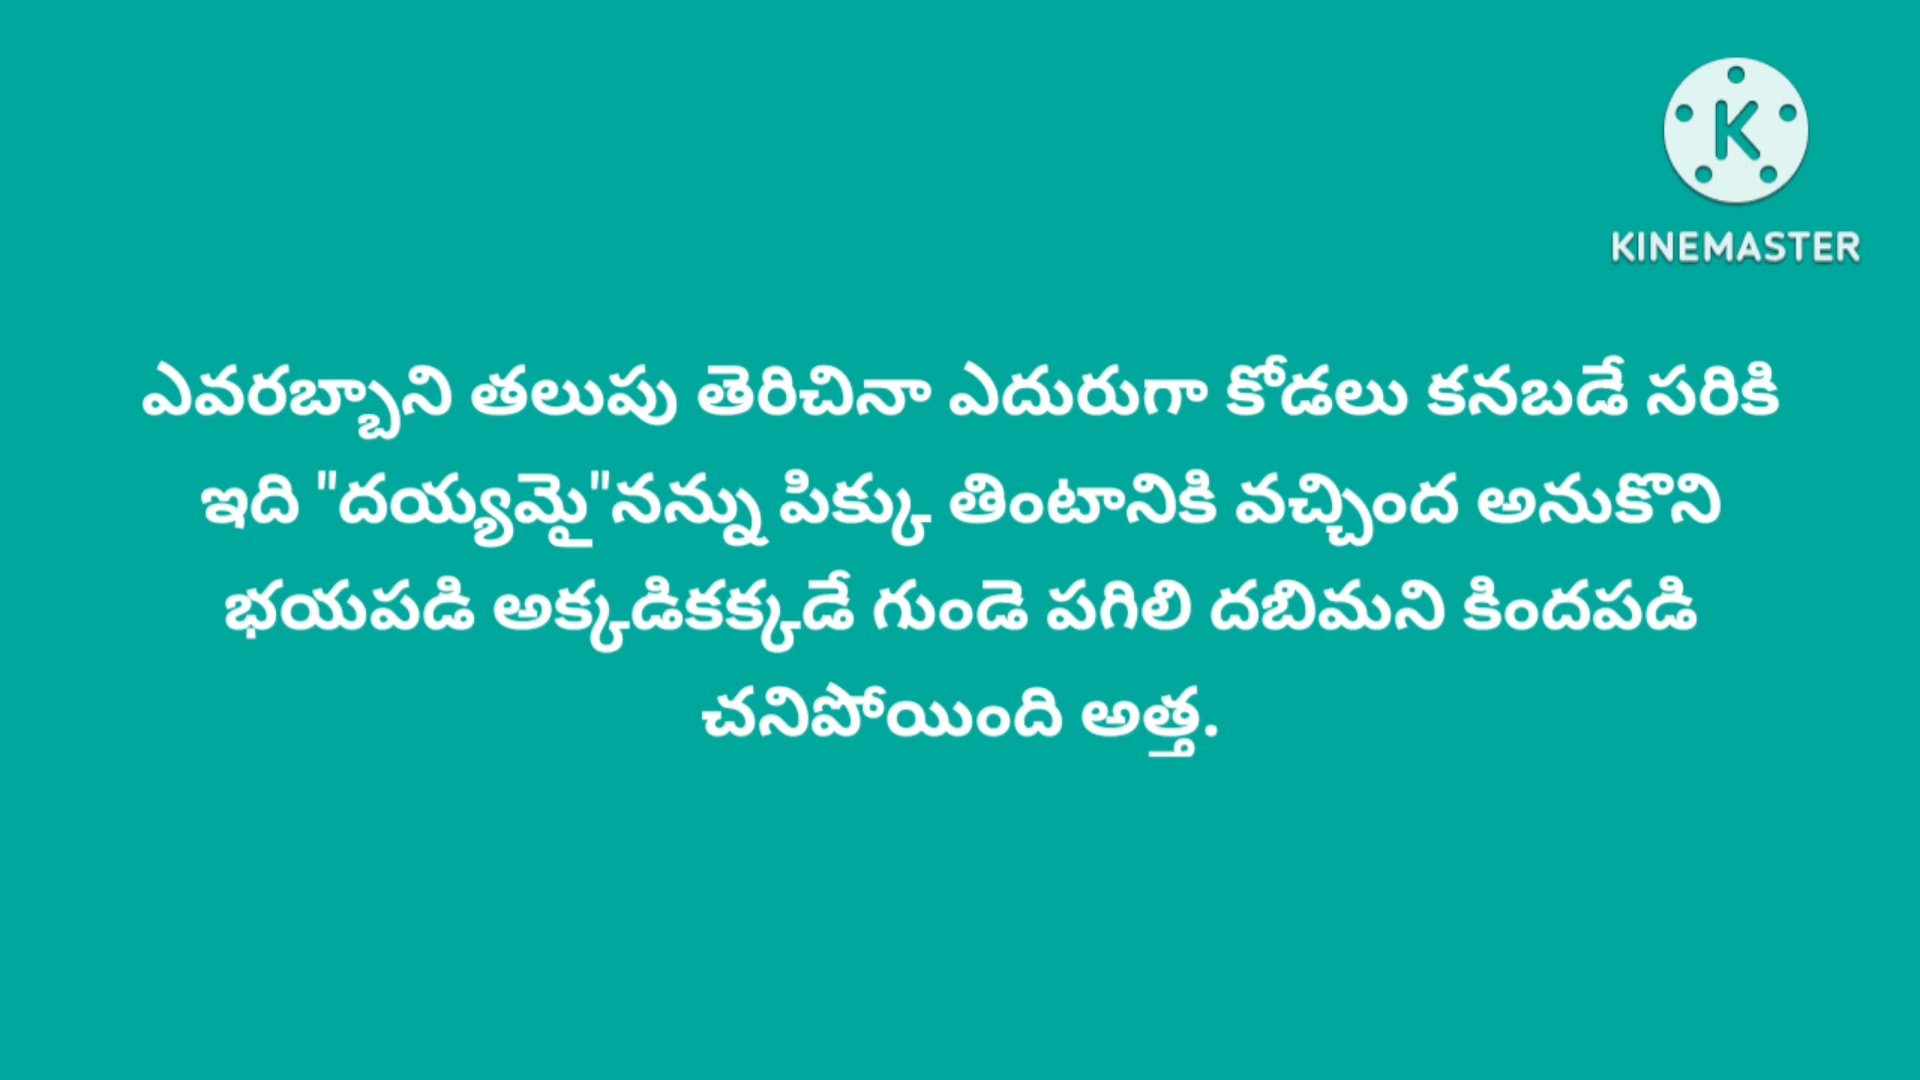 KINEMASTER
ఎవరబ్బాని తలుపు తెరిచినా ఎదురుగా కోడలు కనబడే సరికి
ఇది "దయ్యమై"నన్ను పిక్కు తింటానికి వచ్చింద అనుకొని
భయపడి అక్కడికక్కడే గుండె పగిలి దబిమని కిందపడి
చనిపోయింది అత్త.